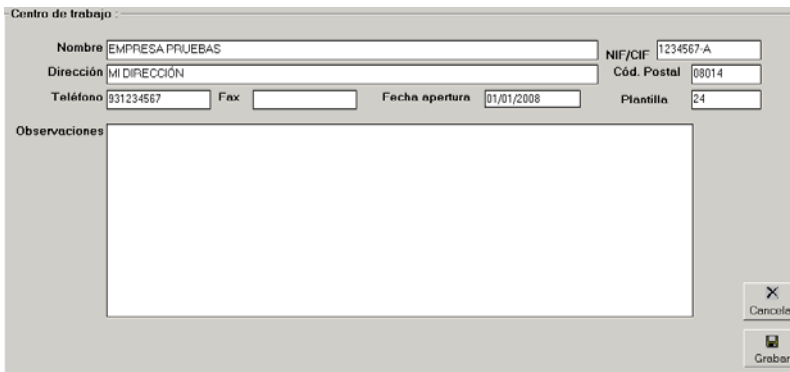 Centro de trabajo :
Nombre EMPRESA PRUEBAS NIF/CIF 1234567-A
Dirección MI DIRECCIÓN Cód. Postal 08014
Teléfono 931234567 Fax Fecha apertura 01/01/2008 Plantilla 24
Observaciones
Cancela
Grabar